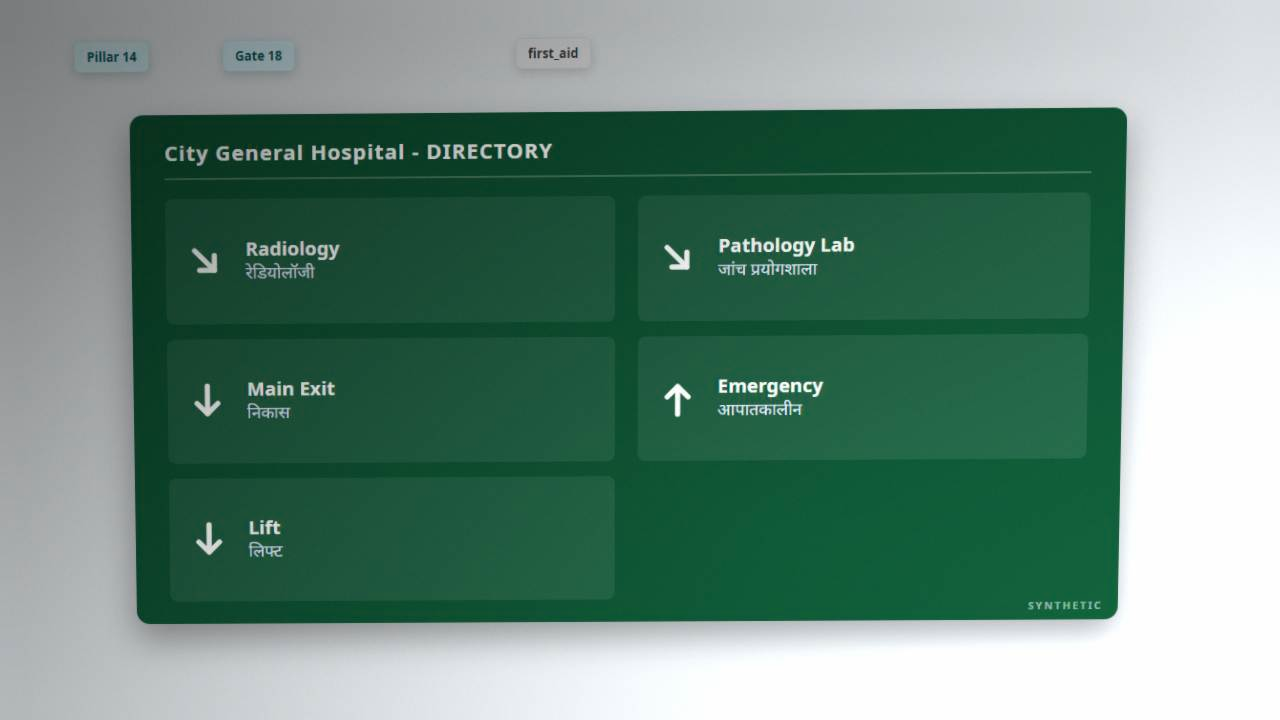 Pillar 14
Gate 18
first_aid
City General Hospital - DIRECTORY
Radiology
रेडियोलॉजी
Pathology Lab
जांच प्रयोगशाला
Main Exit
निकास
Emergency
आपातकालीन
Lift
लिफ्ट
SYNTHETIC